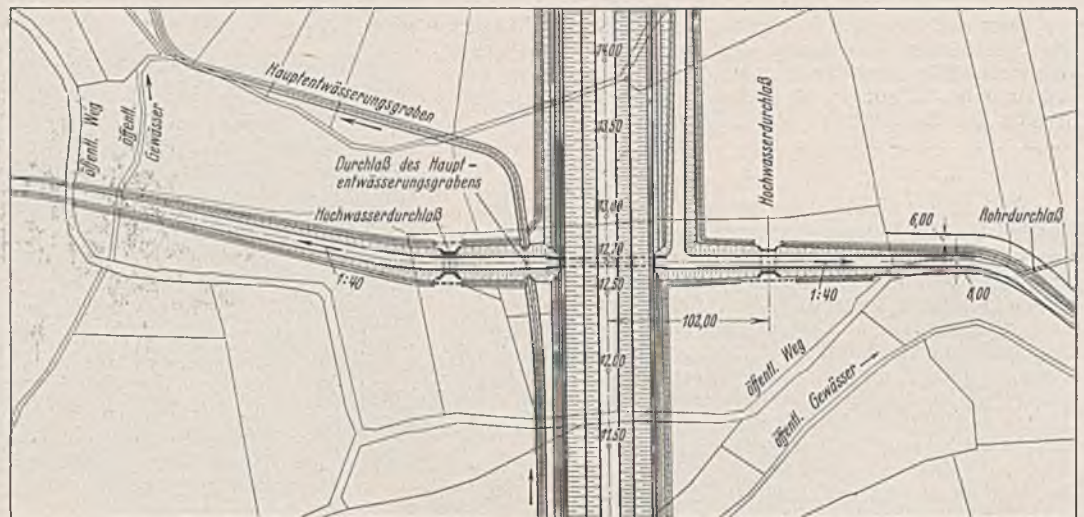 14,00
Hauptentwässerungsgraben
öffentl. Weg
öffentl.
Gewässer
13,50
Hochwasserdurchlaß
Durchlaß des Haupt-
entwässerungsgrabens
Hochwasserdurchlaß
13,00
6,00
Rohrdurchlaß
12,70
1:40
12,50
1:40
4,00
102,00
12,00
öffentl. Weg
öffentl. Gewässer
11,50